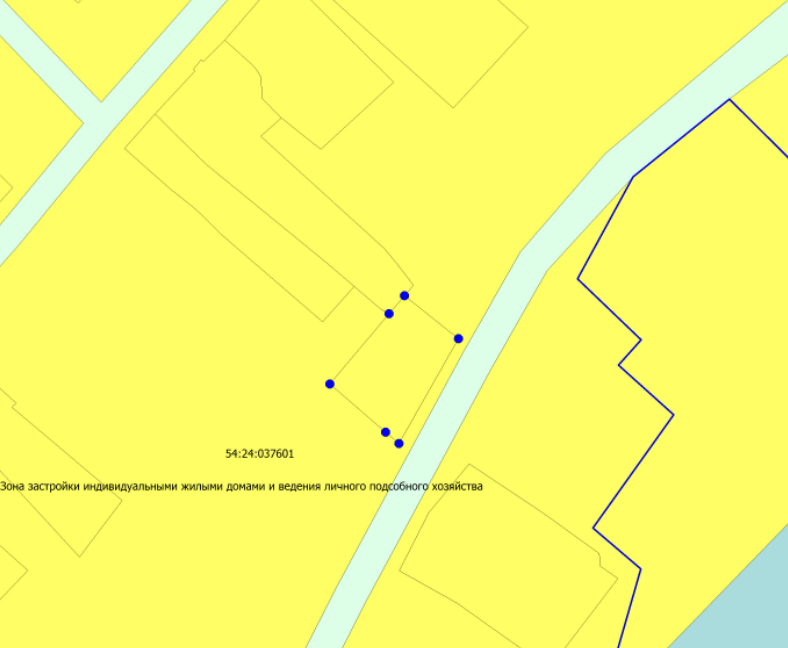 54:24:037601
Зона застройки индивидуальными жилыми домами и ведения личного подсобного хозяйства